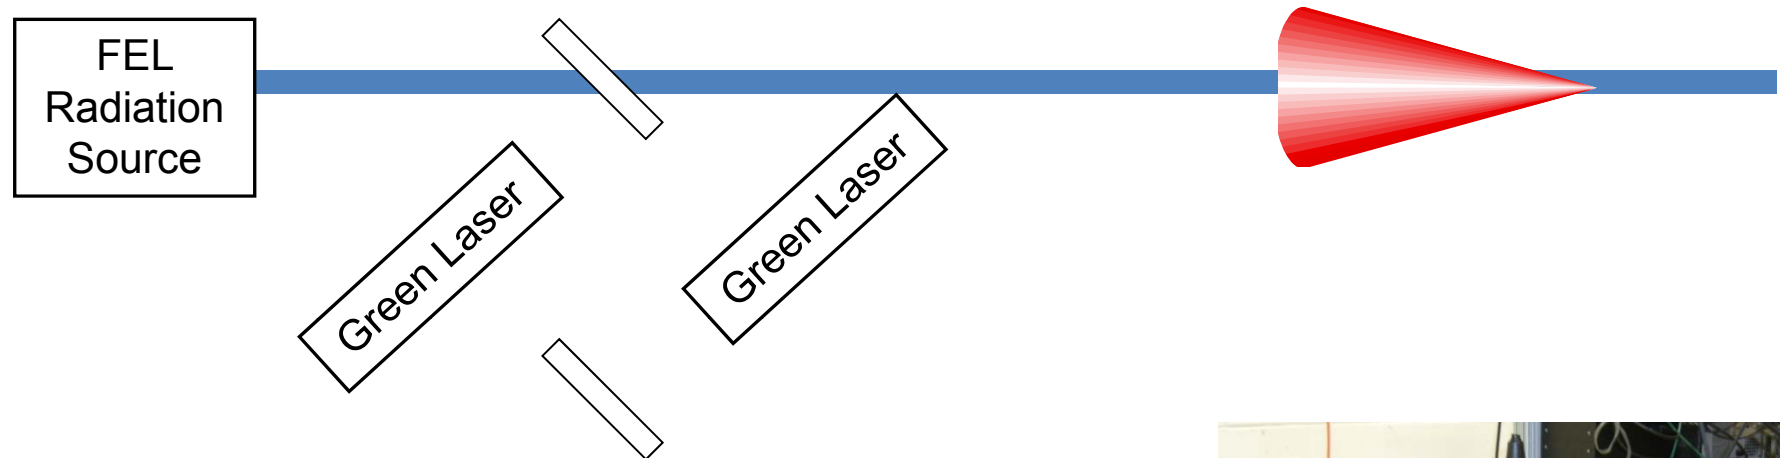 FEL
Radiation
Source
Green Laser
Green Laser